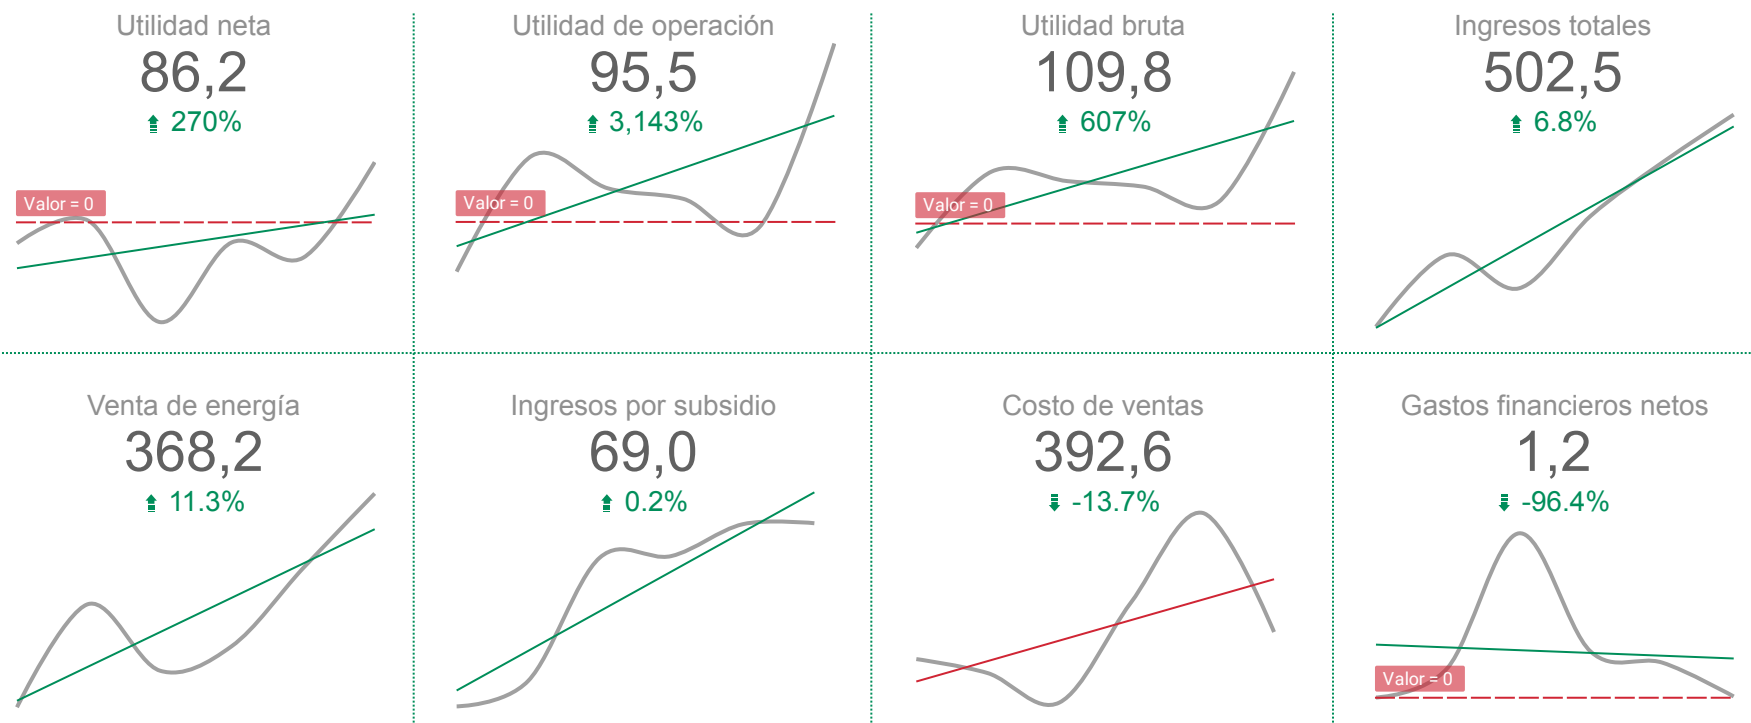 Utilidad neta
86,2
270%
Valor = 0
Utilidad de operación
95,5
3,143%
Valor = 0
Utilidad bruta
109,8
607%
Valor = 0
Ingresos totales
502,5
6.8%
Venta de energía
368,2
11.3%
Ingresos por subsidio
69,0
0.2%
Costo de ventas
392,6
-13.7%
Gastos financieros netos
1,2
-96.4%
Valor = 0